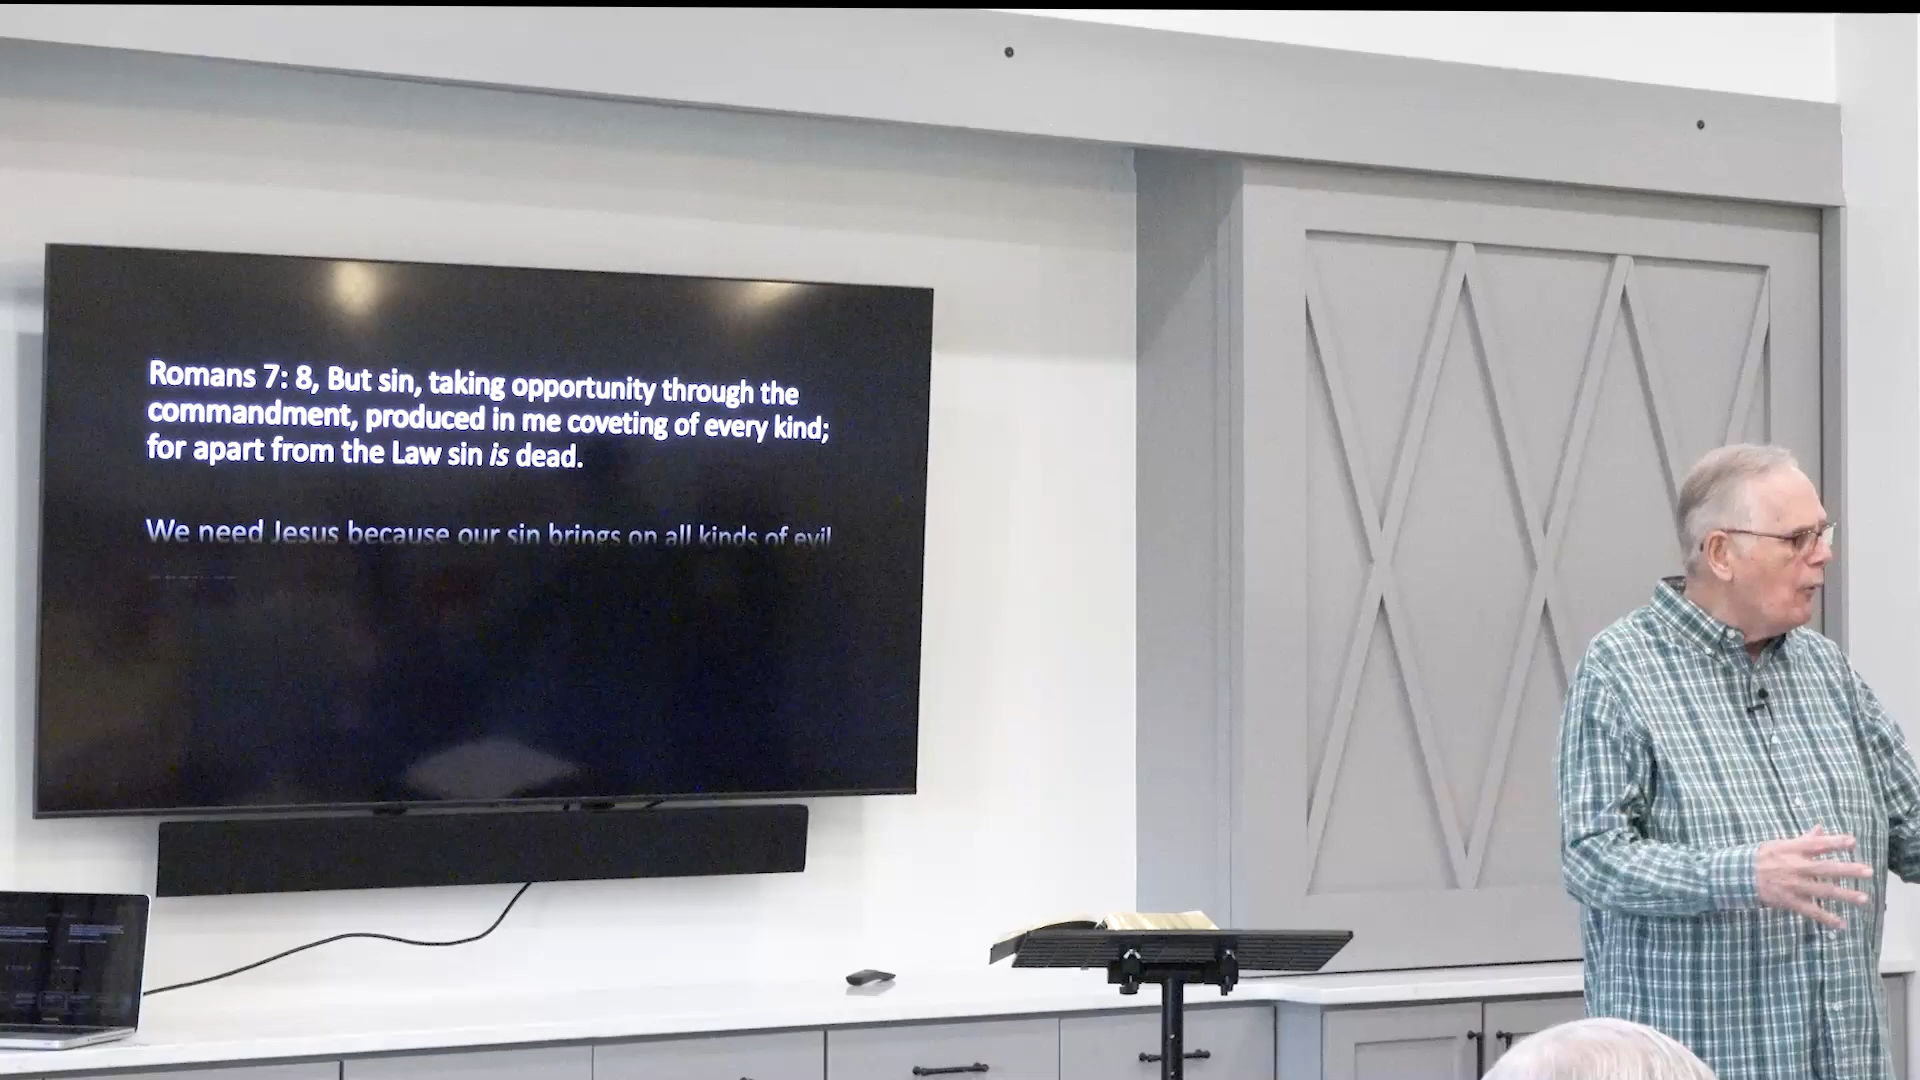 Romans 7: 8, But sin, taking opportunity through the
commandment, produced in me coveting of every kind;
for apart from the Law sin is dead.
We need Jesus because our sin brings on all kinds of evil